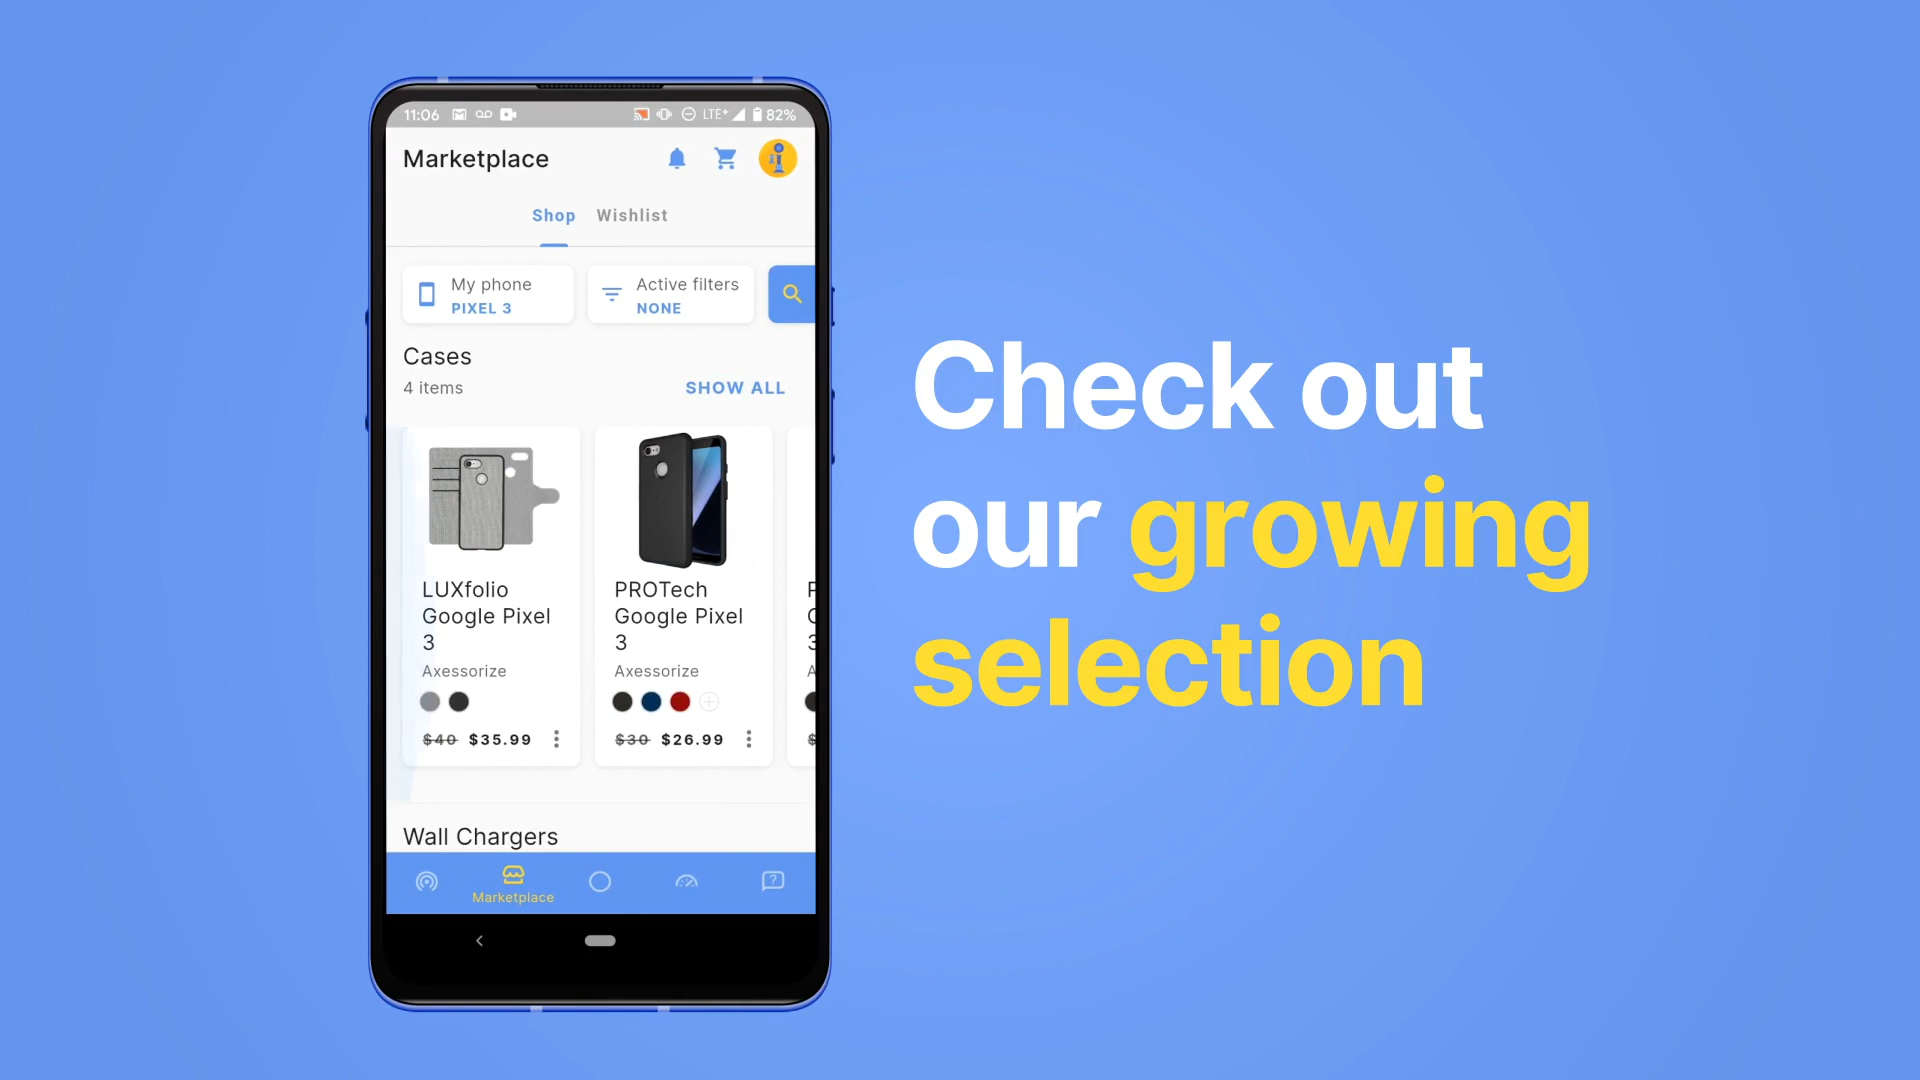 11:06
LTE+
82%
Marketplace
Shop
Wishlist
My phone
PIXEL 3
Active filters
NONE
Cases
4 items
SHOW ALL
LUXfolio
Google Pixel
3
Axessorize
$40 $35.99
PROTech
Google Pixel
3
Axessorize
$30 $26.99
Wall Chargers
Marketplace
Check out
our growing
selection